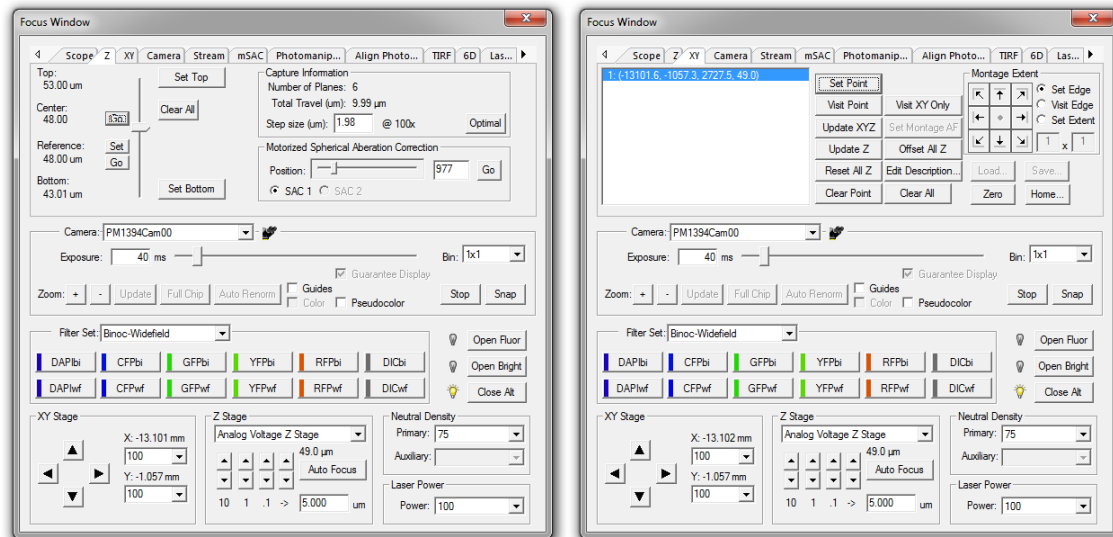 Focus Window
Scope Z XY Camera Stream mSAC Photomanip... Align Photo... TIRF 6D Las...
Top:
53.00 um
Center:
48.00
Reference:
48.00 um
Bottom:
43.01 um
Set Top
Clear All
Set
Go
Set Bottom
Capture Information
Number of Planes: 6
Total Travel (um): 9.99 µm
Step size (um): 1.98 @ 100x Optimal
Motorized Spherical Aberation Correction
Position: 977 Go
SAC 1 SAC 2
Camera: PM1394Cam00
Exposure: 40 ms Bin: 1x1
Guarantee Display
Zoom: + - Update Full Chip Auto Renorm Guides Color Pseudocolor Stop Snap
Filter Set: Binoc-Widefield
DAPIbi CFPbi GFPbi YFPbi RFPbi DICbi
DAPIwf CFPwf GFPwf YFPwf RFPwf DICwf
Open Fluor
Open Bright
Close Alt
XY Stage
X: -13.101 mm
100
Y: -1.057 mm
100
Z Stage
Analog Voltage Z Stage
49.0 µm
Auto Focus
10 1 .1 -> 5.000 um
Neutral Density
Primary: 75
Auxiliary:
Laser Power
Power: 100
Focus Window
Scope Z XY Camera Stream mSAC Photomanip... Align Photo... TIRF 6D Las...
1: (-13101.6, -1057.3, 2727.5, 49.0)
Set Point
Visit Point Visit XY Only
Update XYZ Set Montage AF
Update Z Offset All Z
Reset All Z Edit Description...
Clear Point Clear All
Montage Extent
Set Edge
Visit Edge
Set Extent
1 x 1
Load... Save...
Zero Home...
Camera: PM1394Cam00
Exposure: 40 ms Bin: 1x1
Guarantee Display
Zoom: + - Update Full Chip Auto Renorm Guides Color Pseudocolor Stop Snap
Filter Set: Binoc-Widefield
DAPIbi CFPbi GFPbi YFPbi RFPbi DICbi
DAPIwf CFPwf GFPwf YFPwf RFPwf DICwf
Open Fluor
Open Bright
Close Alt
XY Stage
X: -13.102 mm
100
Y: -1.057 mm
100
Z Stage
Analog Voltage Z Stage
49.0 µm
Auto Focus
10 1 .1 -> 5.000 um
Neutral Density
Primary: 75
Auxiliary:
Laser Power
Power: 100